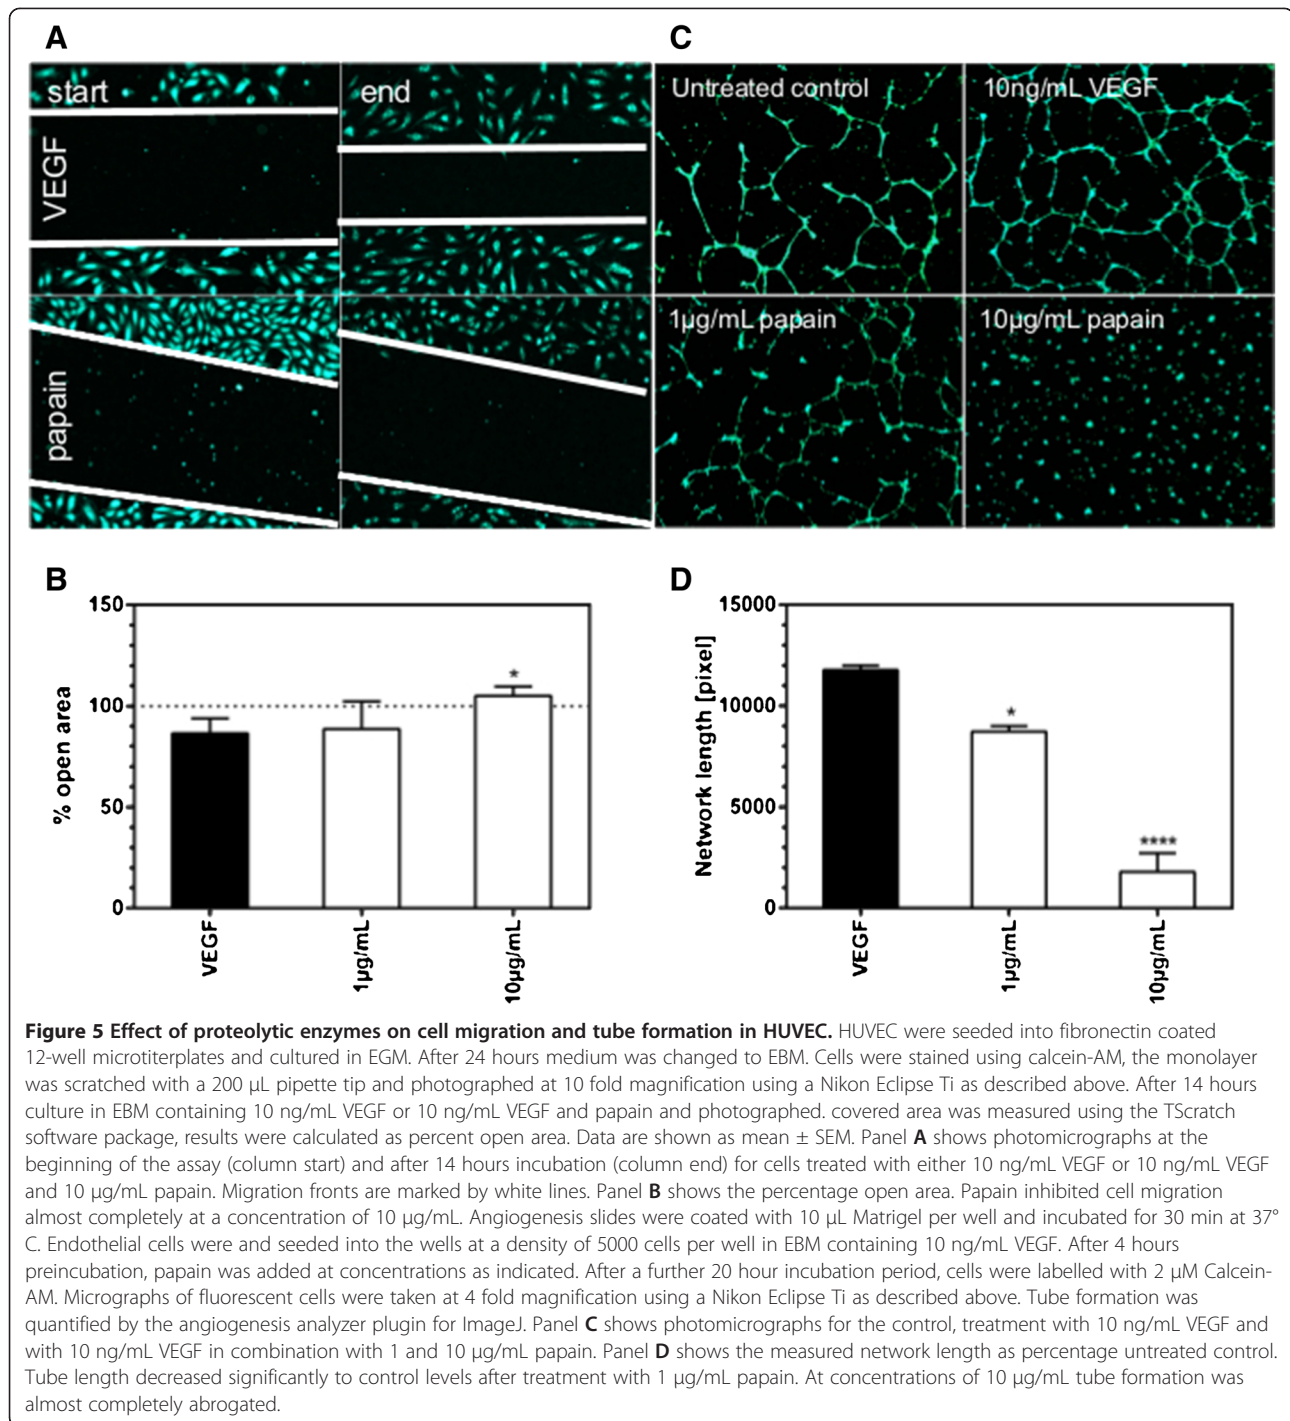 A
start
end
VEGF
papain
C
Untreated control
10ng/mL VEGF
1µg/mL papain
10µg/mL papain
B
150
100
50
0
% open area
*
VEGF
1µg/mL
10µg/mL
D
15000
10000
5000
0
Network length [pixel]
*
****
VEGF
1µg/mL
10µg/mL
Figure 5 Effect of proteolytic enzymes on cell migration and tube formation in HUVEC. HUVEC were seeded into fibronectin coated
12-well microtiterplates and cultured in EGM. After 24 hours medium was changed to EBM. Cells were stained using calcein-AM, the monolayer
was scratched with a 200 µL pipette tip and photographed at 10 fold magnification using a Nikon Eclipse Ti as described above. After 14 hours
culture in EBM containing 10 ng/mL VEGF or 10 ng/mL VEGF and papain and photographed. covered area was measured using the TScratch
software package, results were calculated as percent open area. Data are shown as mean ± SEM. Panel A shows photomicrographs at the
beginning of the assay (column start) and after 14 hours incubation (column end) for cells treated with either 10 ng/mL VEGF or 10 ng/mL VEGF
and 10 µg/mL papain. Migration fronts are marked by white lines. Panel B shows the percentage open area. Papain inhibited cell migration
almost completely at a concentration of 10 µg/mL. Angiogenesis slides were coated with 10 µL Matrigel per well and incubated for 30 min at 37°
C. Endothelial cells were and seeded into the wells at a density of 5000 cells per well in EBM containing 10 ng/mL VEGF. After 4 hours
preincubation, papain was added at concentrations as indicated. After a further 20 hour incubation period, cells were labelled with 2 µM Calcein-
AM. Micrographs of fluorescent cells were taken at 4 fold magnification using a Nikon Eclipse Ti as described above. Tube formation was
quantified by the angiogenesis analyzer plugin for ImageJ. Panel C shows photomicrographs for the control, treatment with 10 ng/mL VEGF and
with 10 ng/mL VEGF in combination with 1 and 10 µg/mL papain. Panel D shows the measured network length as percentage untreated control.
Tube length decreased significantly to control levels after treatment with 1 µg/mL papain. At concentrations of 10 µg/mL tube formation was
almost completely abrogated.